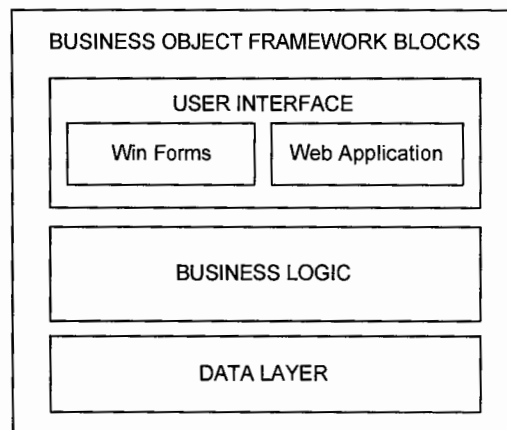 BUSINESS OBJECT FRAMEWORK BLOCKS
USER INTERFACE
Win Forms
Web Application
BUSINESS LOGIC
DATA LAYER